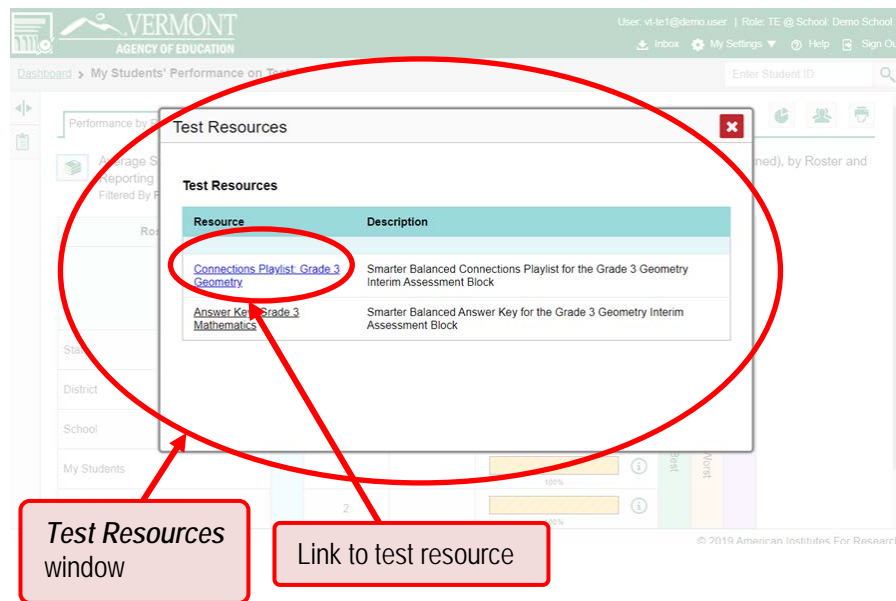 VERMONT
AGENCY OF EDUCATION
User: vt-te1@demo.user | Role: TE @ School: Demo School
Inbox My Settings ▼ Help Sign Ou
Dashboard > My Students' Performance on Test
Enter Student ID
Performance by
Test Resources
Average S
ned), by Roster and
Reporting
Filtered By
Test Resources
Ros
Resource Description
Connections Playlist: Grade 3
Geometry
Smarter Balanced Connections Playlist for the Grade 3 Geometry
Interim Assessment Block
Answer Key: Grade 3
Mathematics
Smarter Balanced Answer Key for the Grade 3 Geometry Interim
Assessment Block
District
School
My Students
100%
Best
Worst
2
100%
© 2019 American Institutes For Research
Test Resources
window
Link to test resource